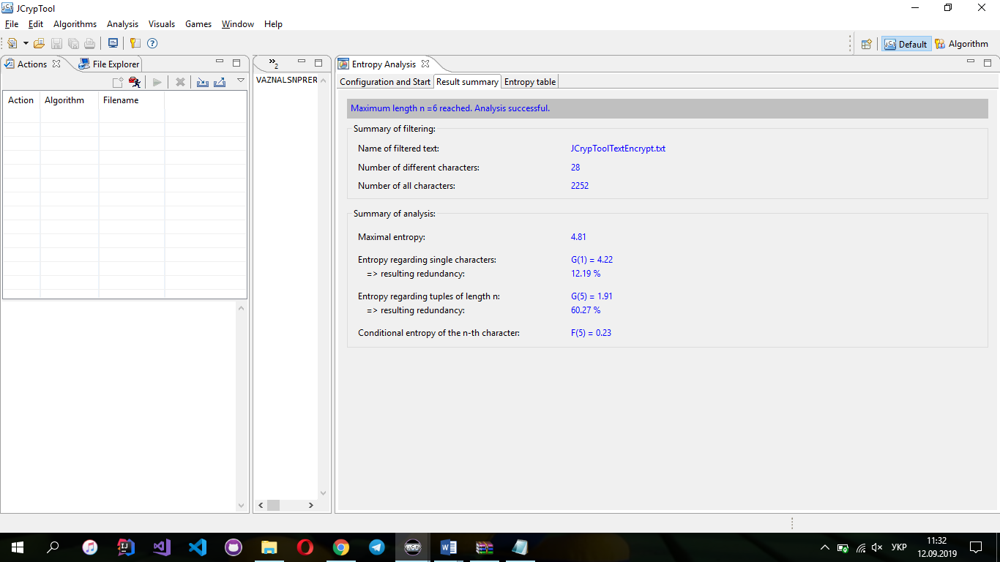 JCrypTool
File Edit Algorithms Analysis Visuals Games Window Help
Default Algorithm
Actions File Explorer
Action Algorithm Filename
»2
VAZNALSNPRER
Entropy Analysis
Configuration and Start Result summary Entropy table
Maximum length n =6 reached. Analysis successful.
Summary of filtering:
Name of filtered text: JCrypToolTextEncrypt.txt
Number of different characters: 28
Number of all characters: 2252
Summary of analysis:
Maximal entropy: 4.81
Entropy regarding single characters: G(1) = 4.22
=> resulting redundancy: 12.19 %
Entropy regarding tuples of length n: G(5) = 1.91
=> resulting redundancy: 60.27 %
Conditional entropy of the n-th character: F(5) = 0.23
УКР
11:32
12.09.2019